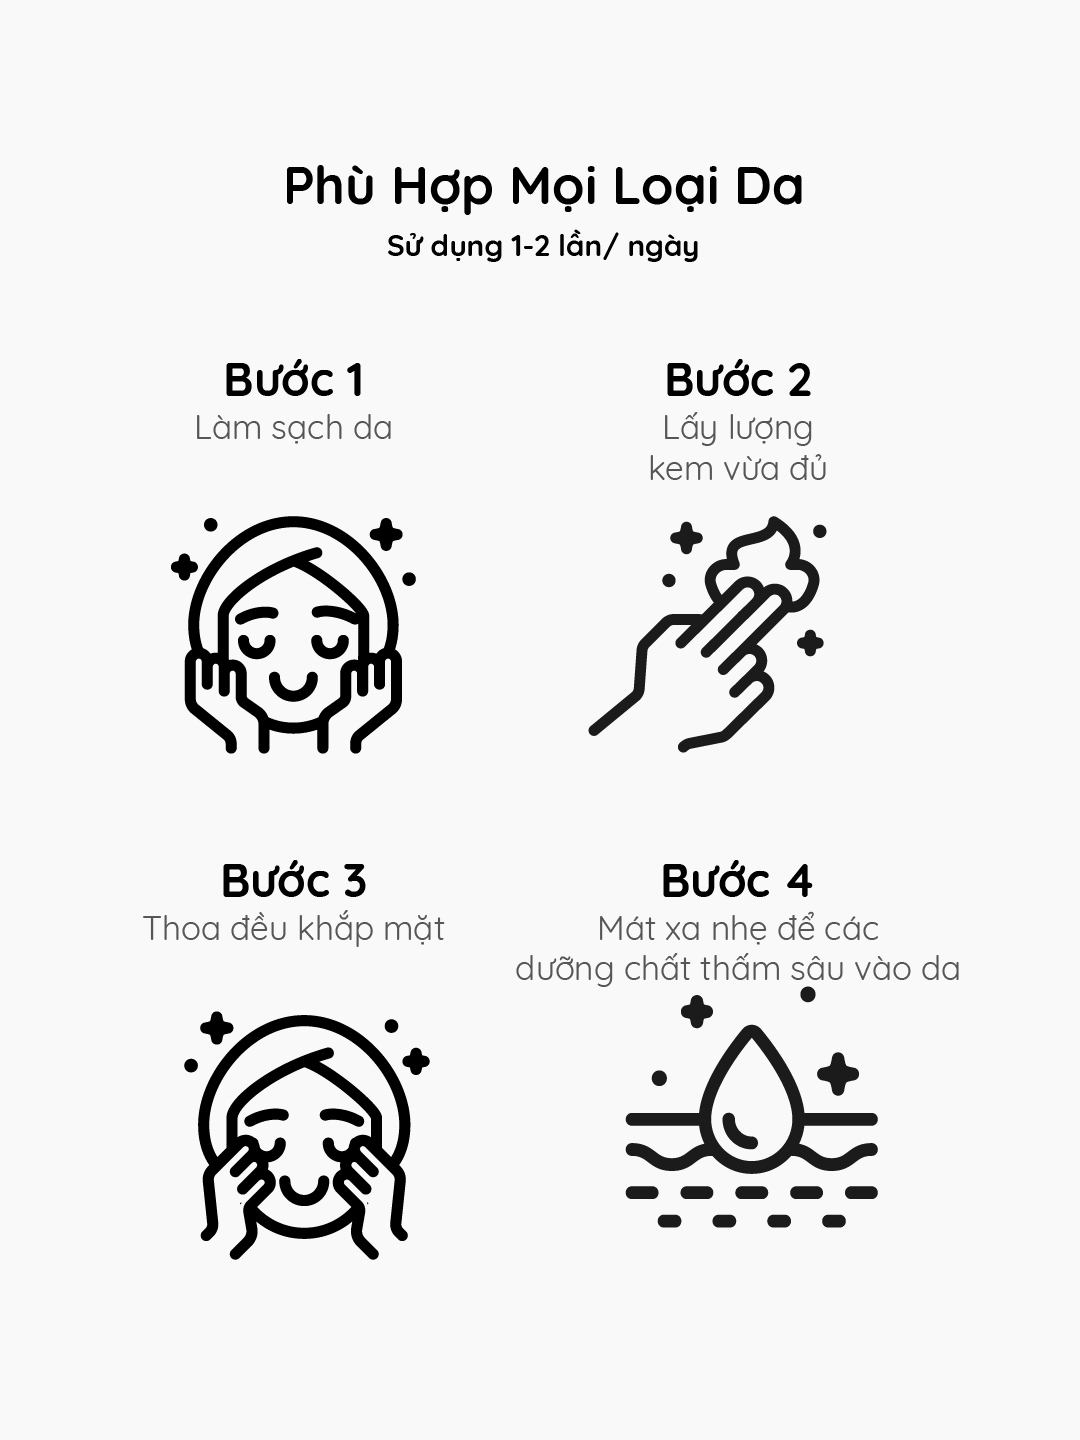 Phù Hợp Mọi Loại Da
Sử dụng 1-2 lần/ ngày
Bước 1
Làm sạch da
Bước 2
Lấy lượng
kem vừa đủ
Bước 3
Thoa đều khắp mặt
Bước 4
Mát xa nhẹ để các
dưỡng chất thấm sâu vào da